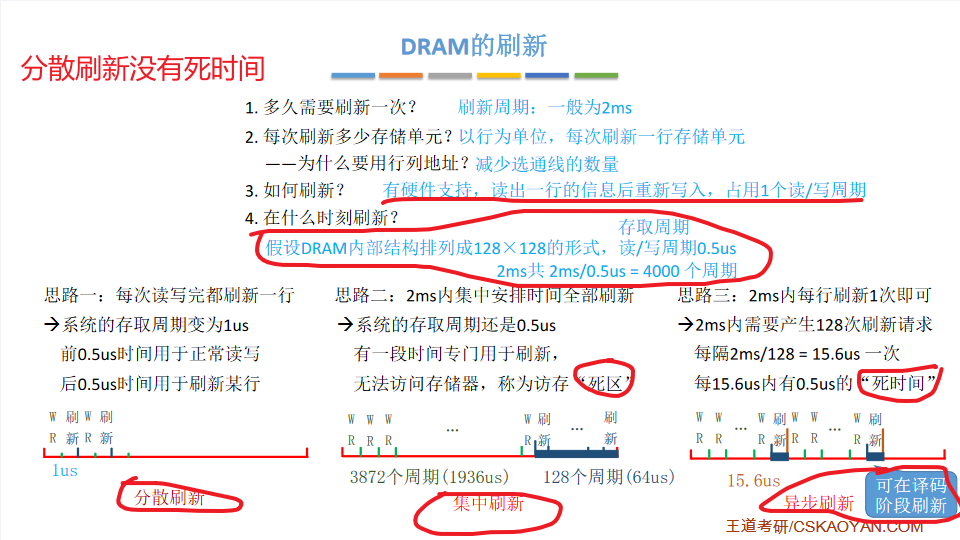 DRAM的刷新
分散刷新没有死时间
1. 多久需要刷新一次？ 刷新周期：一般为2ms
2. 每次刷新多少存储单元？以行为单位，每次刷新一行存储单元
——为什么要用行列地址？减少选通线的数量
3. 如何刷新？ 有硬件支持，读出一行的信息后重新写入，占用1个读/写周期
4. 在什么时刻刷新？
存取周期
假设DRAM内部结构排列成128×128的形式，读/写周期0.5us
2ms共 2ms/0.5us = 4000 个周期
思路一：每次读写完都刷新一行
→系统的存取周期变为1us
前0.5us时间用于正常读写
后0.5us时间用于刷新某行
W 刷 W 刷
R 新 R 新
1us
分散刷新
思路二：2ms内集中安排时间全部刷新
→系统的存取周期还是0.5us
有一段时间专门用于刷新，
无法访问存储器，称为访存“死区”
W W W ... W 刷 ... 刷
R R R R 新 新
3872个周期(1936us) 128个周期(64us)
集中刷新
思路三：2ms内每行刷新1次即可
→2ms内需要产生128次刷新请求
每隔2ms/128 = 15.6us 一次
每15.6us内有0.5us的“死时间”
W W ... W 刷 W W ... W 刷
R R R 新 R R R 新
15.6us
异步刷新
可在译码
阶段刷新
王道考研/CSKAOYAN.COM